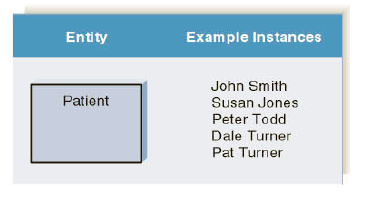 Entity Example Instances
Patient
John Smith
Susan Jones
Peter Todd
Dale Turner
Pat Turner